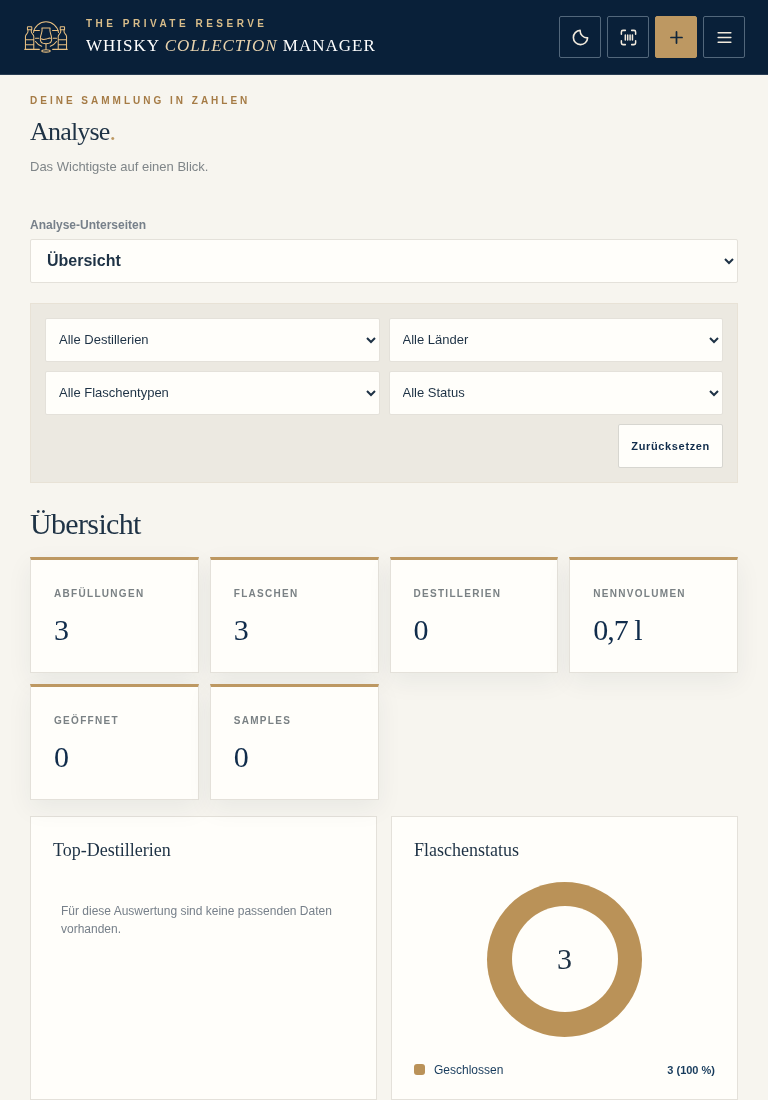 THE PRIVATE RESERVE
WHISKY COLLECTION MANAGER
DEINE SAMMLUNG IN ZAHLEN
Analyse.
Das Wichtigste auf einen Blick.
Analyse-Unterseiten
Übersicht
Alle Destillerien
Alle Länder
Alle Flaschentypen
Alle Status
Zurücksetzen
Übersicht
ABFÜLLUNGEN
3
FLASCHEN
3
DESTILLERIEN
0
NENNVOLUMEN
0,7 l
GEÖFFNET
0
SAMPLES
0
Top-Destillerien
Für diese Auswertung sind keine passenden Daten
vorhanden.
Flaschenstatus
3
Geschlossen 3 (100 %)